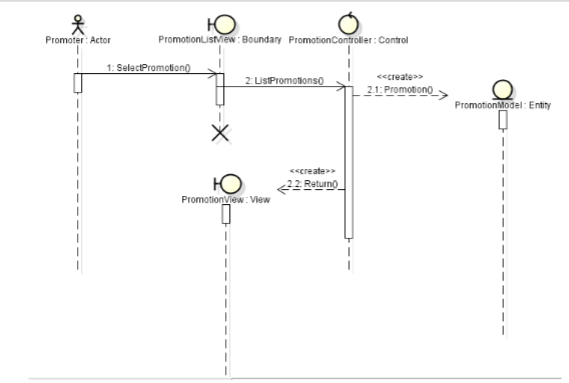 Promoter : Actor
PromotionListView : Boundary
PromotionController : Control
1: SelectPromotion()
2: ListPromotions()
<<create>>
2.1: Promotion()
PromotionModel : Entity
<<create>>
2.2: Return()
PromotionView : View